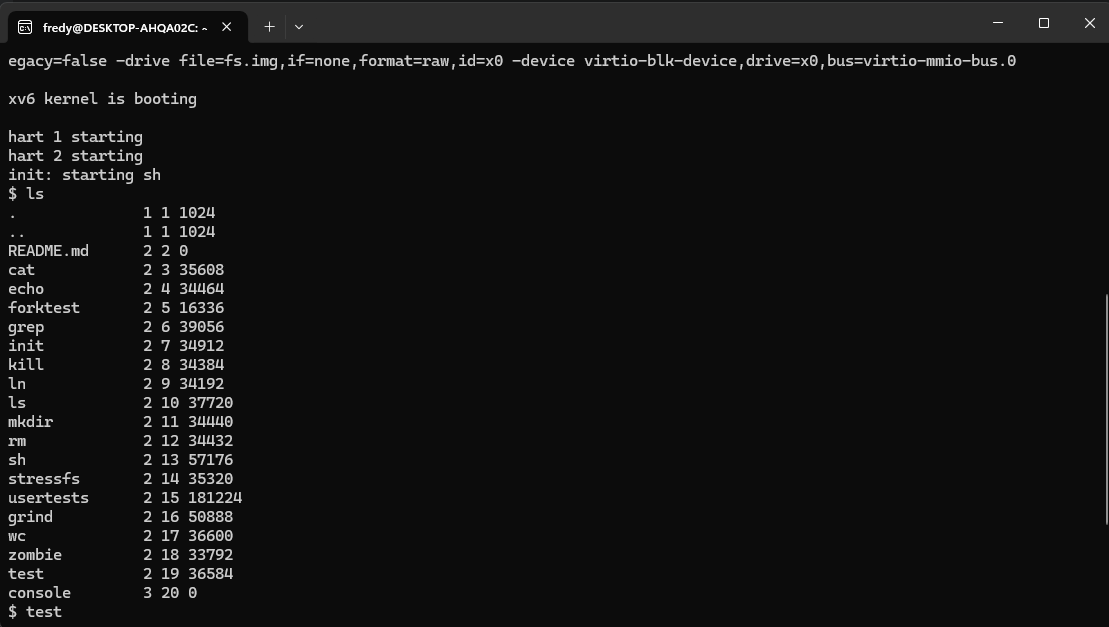 fredy@DESKTOP-AHQA02C: ~
egacy=false -drive file=fs.img,if=none,format=raw,id=x0 -device virtio-blk-device,drive=x0,bus=virtio-mmio-bus.0
xv6 kernel is booting
hart 1 starting
hart 2 starting
init: starting sh
$ ls
.              1 1 1024
..             1 1 1024
README.md      2 2 0
cat            2 3 35608
echo           2 4 34464
forktest       2 5 16336
grep           2 6 39056
init           2 7 34912
kill           2 8 34384
ln             2 9 34192
ls             2 10 37720
mkdir          2 11 34440
rm             2 12 34432
sh             2 13 57176
stressfs       2 14 35320
usertests      2 15 181224
grind          2 16 50888
wc             2 17 36600
zombie         2 18 33792
test           2 19 36584
console        3 20 0
$ test